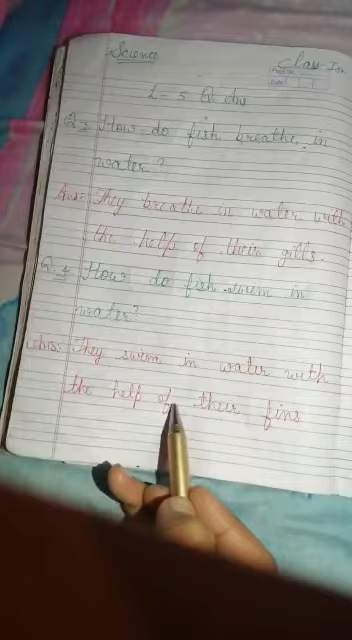 Science
Class I
L-5 Q Ans
Q.3 How do fish breathe in
water?
Ans: They breathe in water with
the help of their gills.
Q.4 How do fish swim in
water?
Ans: They swim in water with
the help of their fins